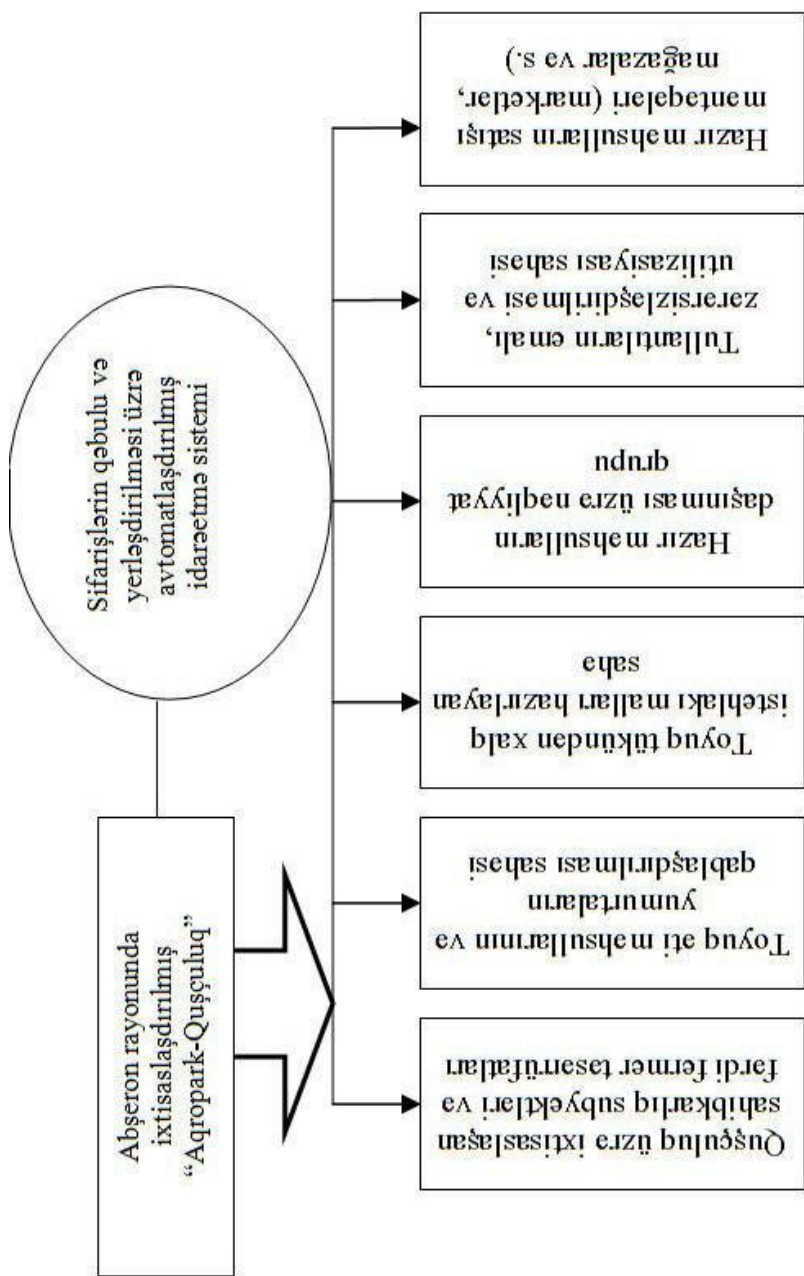 Abşeron rayonunda
ixtisaslaşdırılmış
“Aqropark-Quşçuluq”
Sifarişlərin qəbulu və
yerləşdirilməsi üzrə
avtomatlaşdırılmış
idarəetmə sistemi
Quşçuluq üzrə ixtisaslaşan
sahibkarlıq subyektləri və
fərdi fermer təsərrüfatları
Toyuq əti məhsullarının və
yumurtaların
qablaşdırılması sahəsi
Toyuq tükündən xalq
istehlakı malları hazırlayan
sahə
Hazır məhsulların
daşınması üzrə nəqliyyat
qrupu
Tullantıların emalı,
zərərsizləşdirilməsi və
utilizasiyası sahəsi
Hazır məhsulların satışı
məntəqələri (marketlər,
mağazalar və s.)